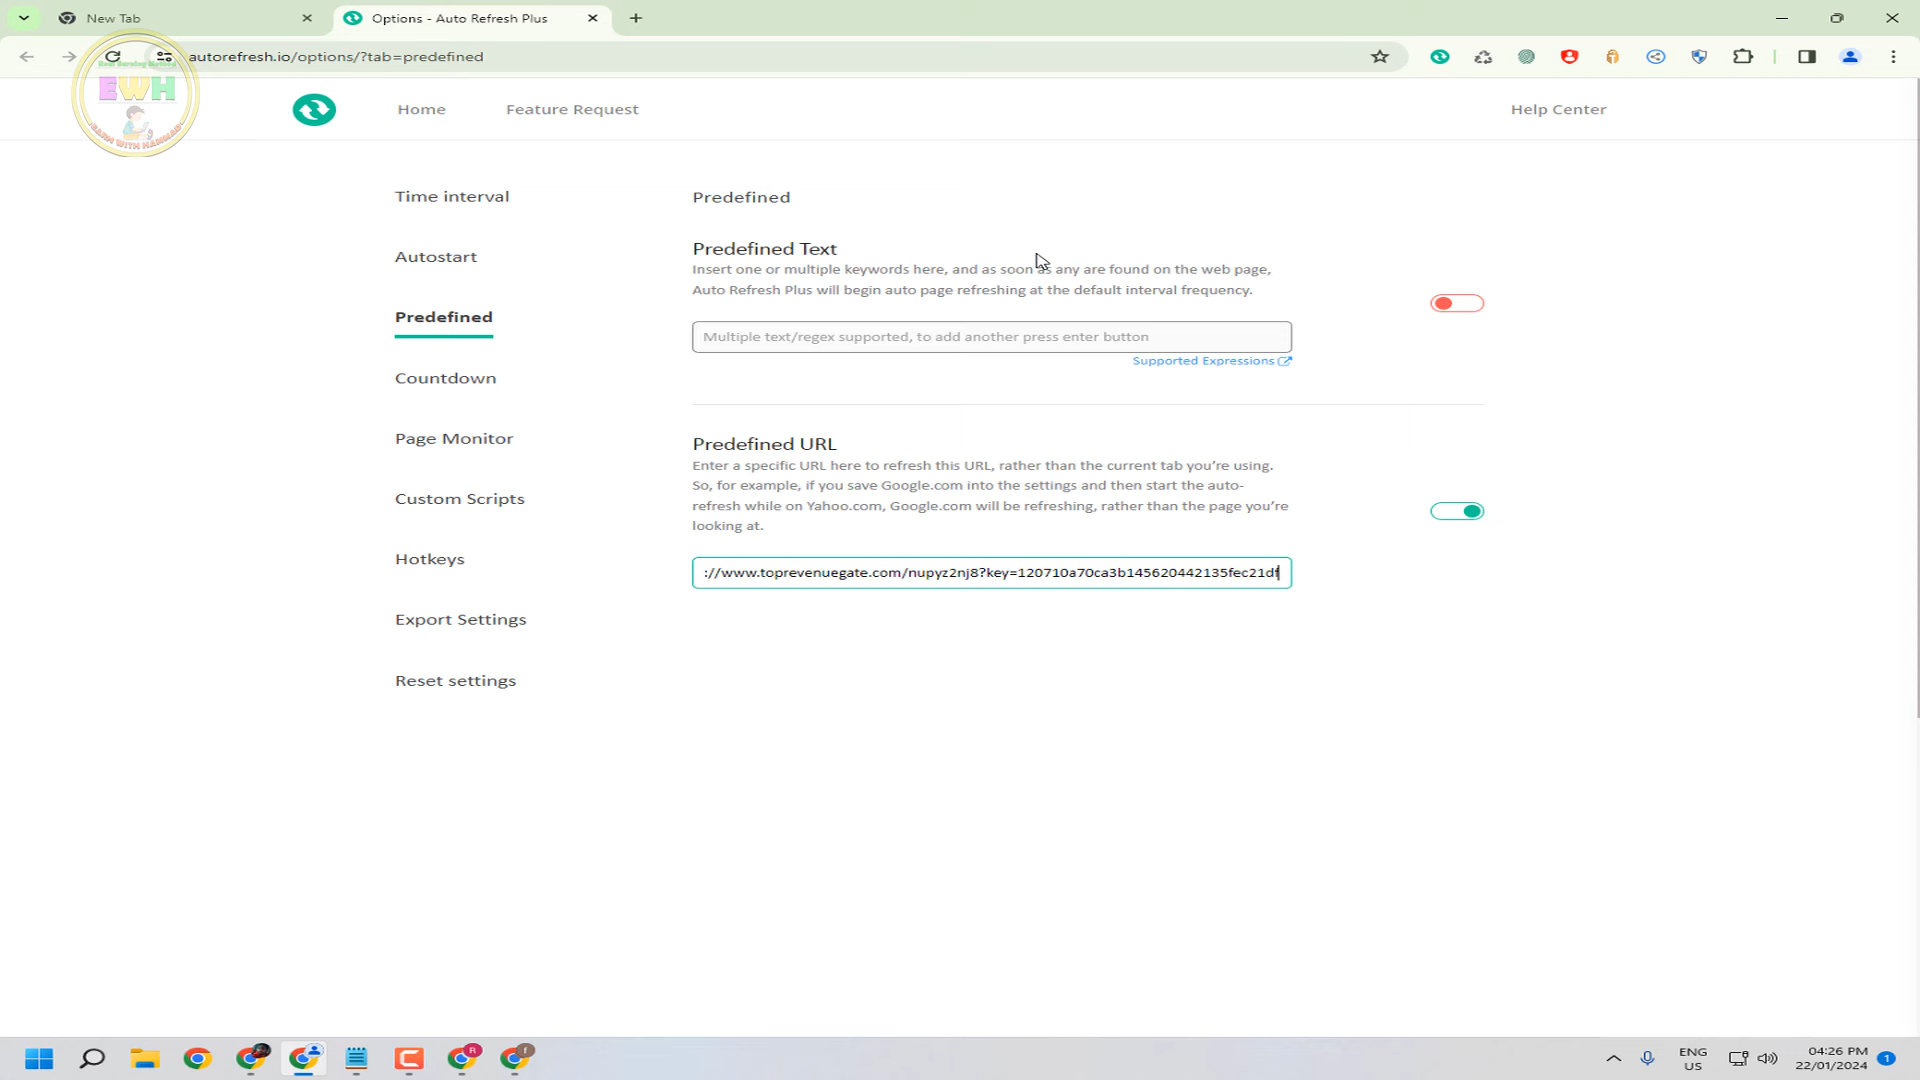 New Tab
Options - Auto Refresh Plus
autorefresh.io/options/?tab=predefined
EWH
EARN WITH HAMMAD
Home
Feature Request
Help Center
Time interval
Autostart
Predefined
Countdown
Page Monitor
Custom Scripts
Hotkeys
Export Settings
Reset settings
Predefined
Predefined Text
Insert one or multiple keywords here, and as soon as any are found on the web page,
Auto Refresh Plus will begin auto page refreshing at the default interval frequency.
Multiple text/regex supported, to add another press enter button
Supported Expressions
Predefined URL
Enter a specific URL here to refresh this URL, rather than the current tab you’re using.
So, for example, if you save Google.com into the settings and then start the auto-
refresh while on Yahoo.com, Google.com will be refreshing, rather than the page you’re
looking at.
://www.toprevenuegate.com/nupyz2nj8?key=120710a70ca3b145620442135fec21df
R
f
ENG
US
04:26 PM
22/01/2024
1